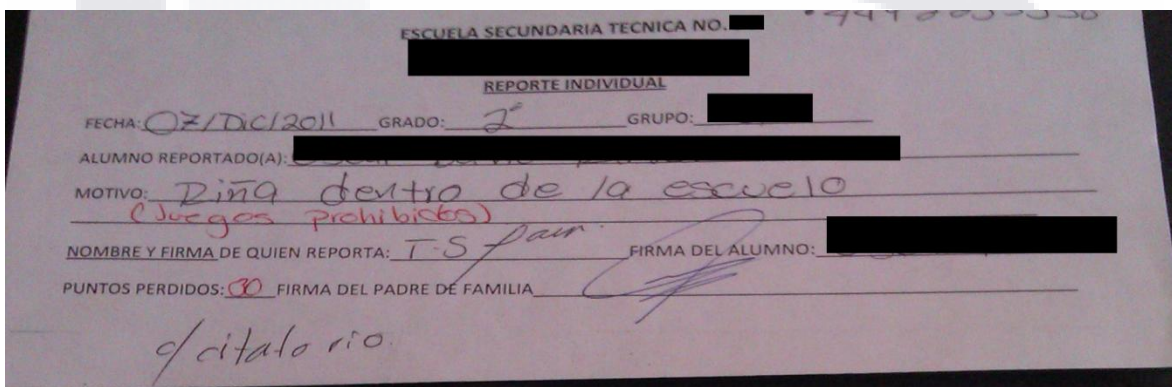 ESCUELA SECUNDARIA TECNICA NO.
REPORTE INDIVIDUAL
FECHA: 07/Dic/2011 GRADO: 2° GRUPO:
ALUMNO REPORTADO(A):
MOTIVO: Riña dentro de la escuela
(Juegos prohibidos)
NOMBRE Y FIRMA DE QUIEN REPORTA: T-S FIRMA DEL ALUMNO:
PUNTOS PERDIDOS: 00 FIRMA DEL PADRE DE FAMILIA
c/citatorio